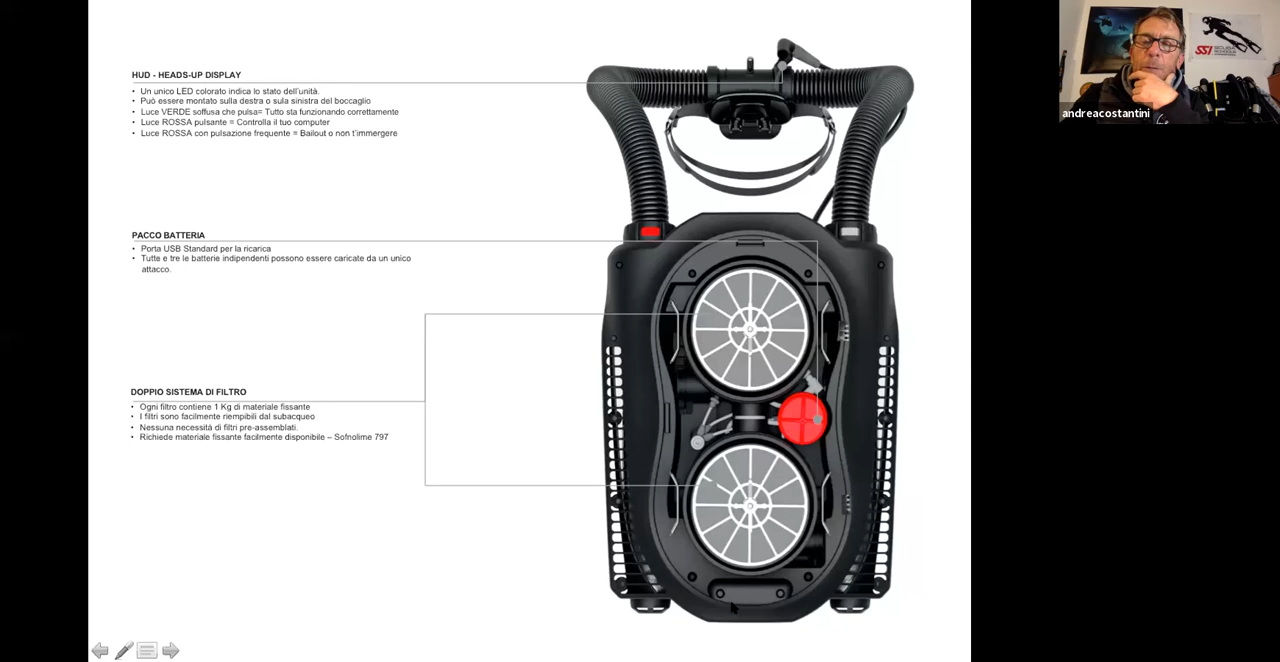 HUD - HEADS-UP DISPLAY
• Un unico LED colorato indica lo stato dell'unità.
• Può essere montato sulla destra o sula sinistra del boccaglio
• Luce VERDE soffusa che pulsa= Tutto sta funzionando correttamente
• Luce ROSSA pulsante = Controlla il tuo computer
• Luce ROSSA con pulsazione frequente = Bailout o non t'immergere
PACCO BATTERIA
• Porta USB Standard per la ricarica
• Tutte e tre le batterie indipendenti possono essere caricate da un unico
attacco.
DOPPIO SISTEMA DI FILTRO
• Ogni filtro contiene 1 Kg di materiale fissante
• I filtri sono facilmente riempibili dal subacqueo
• Nessuna necessità di filtri pre-assemblati.
• Richiede materiale fissante facilmente disponibile – Sofnolime 797
SSI
SCUBA
SCHOOLS
andreacostantini